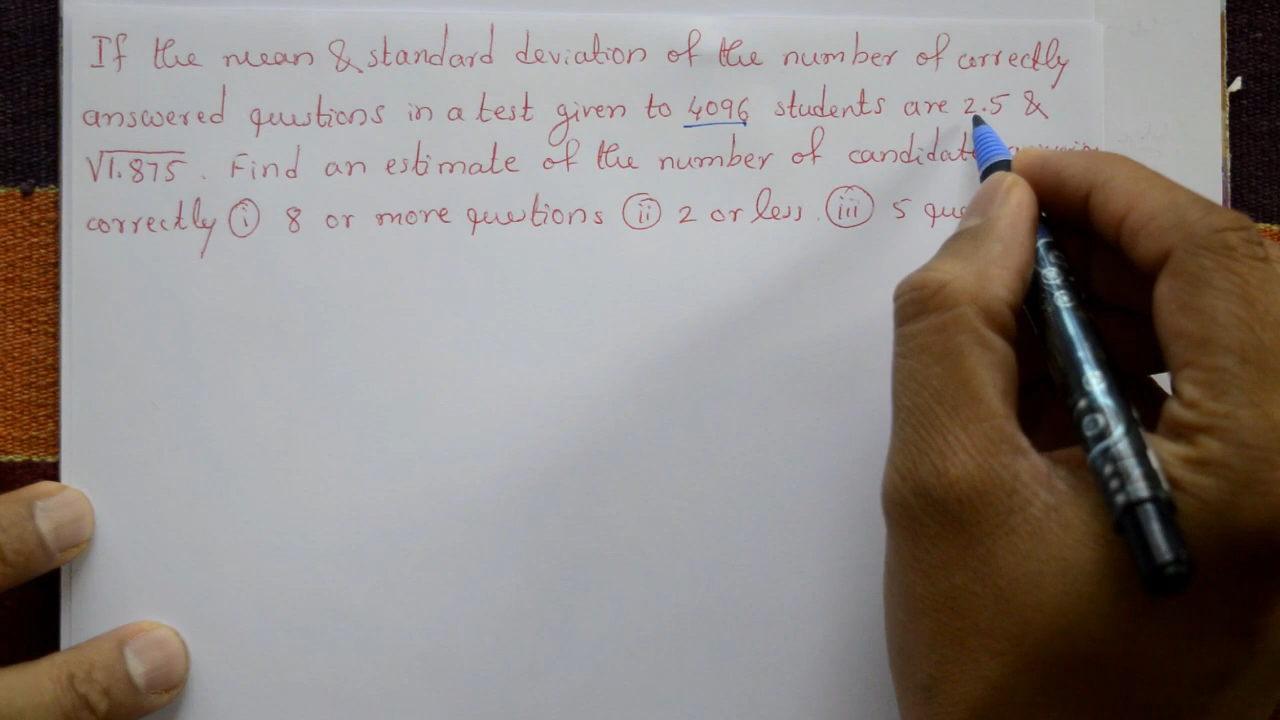 If the mean & standard deviation of the number of correctly
answered questions in a test given to 4096 students are 2.5 &
√1.875 . Find an estimate of the number of
correctly (i) 8 or more questions (ii) 2 or less. (iii) 5